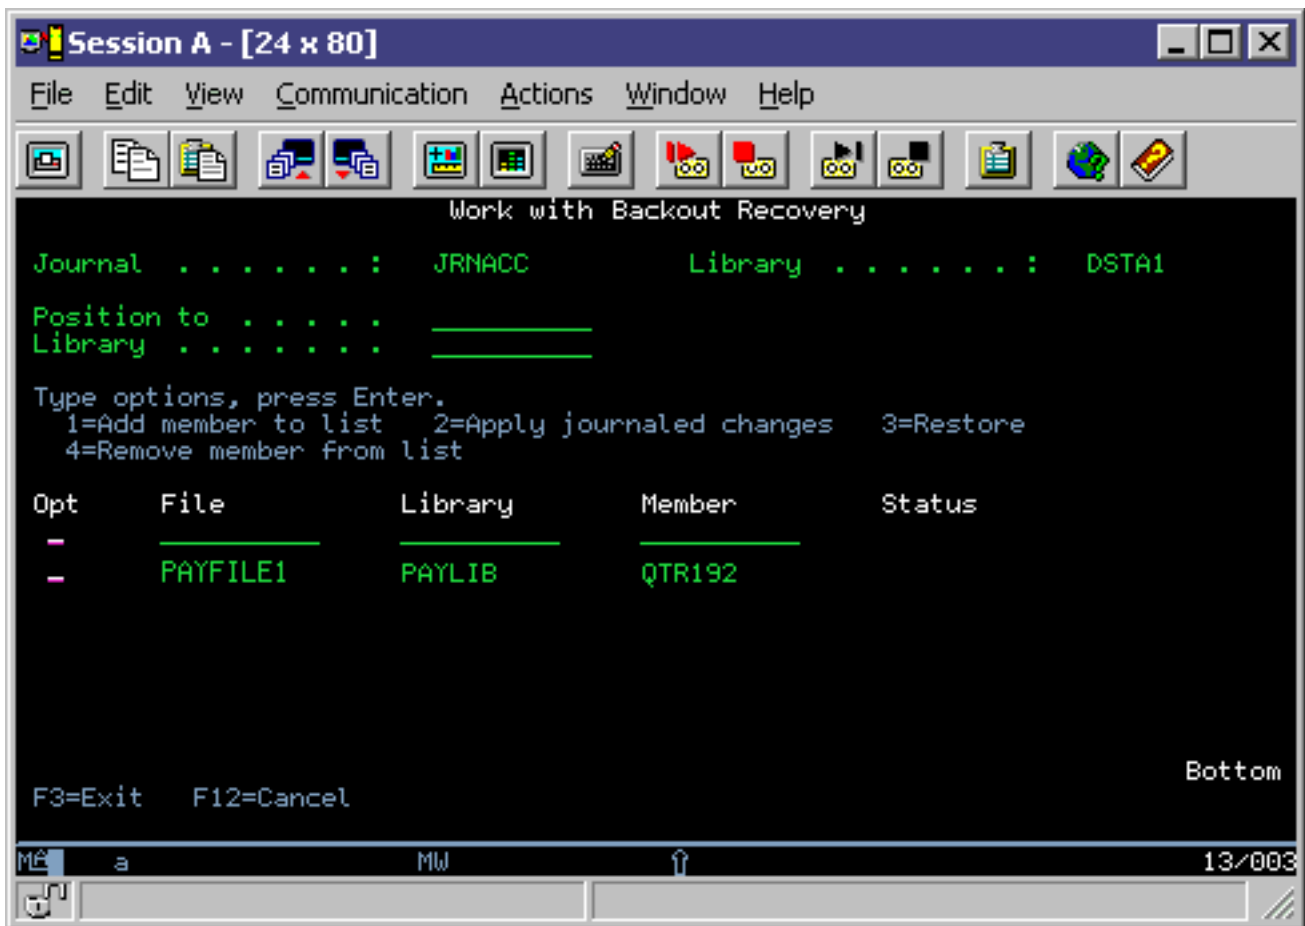 Session A - [24 x 80]
File Edit View Communication Actions Window Help
Work with Backout Recovery
Journal . . . . . . : JRNACC Library . . . . . . : DSTA1
Position to . . . . .
Library . . . . . . .
Type options, press Enter.
1=Add member to list 2=Apply journaled changes 3=Restore
4=Remove member from list
Opt File Library Member Status
PAYFILE1 PAYLIB QTR192
Bottom
F3=Exit F12=Cancel
MA a MW 13/003